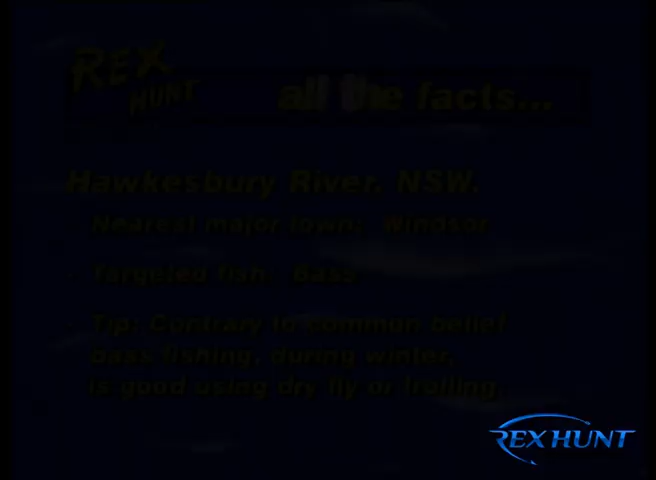 REX
HUNT
all the facts...
Hawkesbury River, NSW.
- Nearest major town: Windsor
- Targeted fish: Bass
- Tip: Contrary to common belief
bass fishing, during winter,
is good using dry fly or trolling
REX HUNT